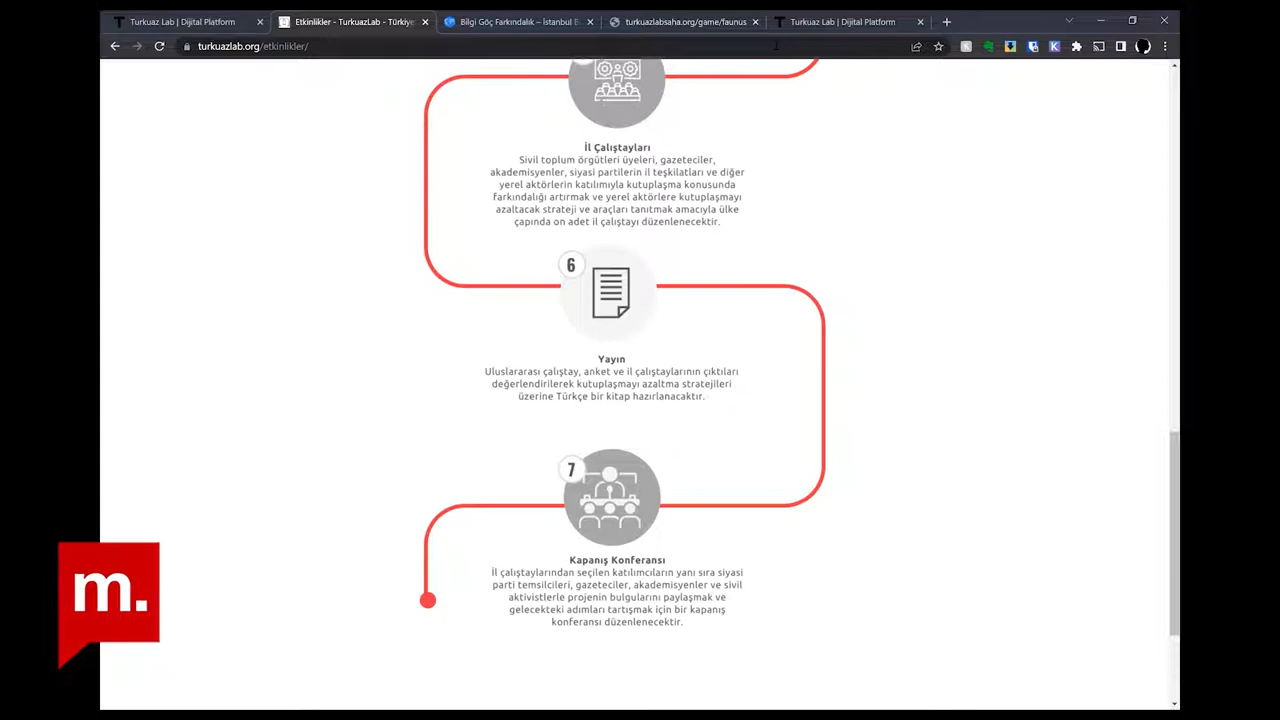 Turkuaz Lab | Dijital Platform
Etkinlikler - TurkuazLab - Türkiye
Bilgi Göç Farkındalık – İstanbul B
turkuazlabsaha.org/game/faunus
Turkuaz Lab | Dijital Platform
turkuazlab.org/etkinlikler/
İl Çalıştayları
Sivil toplum örgütleri üyeleri, gazeteciler,
akademisyenler, siyasi partilerin il teşkilatları ve diğer
yerel aktörlerin katılımıyla kutuplaşma konusunda
farkındalığı artırmak ve yerel aktörlere kutuplaşmayı
azaltacak strateji ve araçları tanıtmak amacıyla ülke
çapında on adet il çalıştayı düzenlenecektir.
6
Yayın
Uluslararası çalıştay, anket ve il çalıştaylarının çıktıları
değerlendirilerek kutuplaşmayı azaltma stratejileri
üzerine Türkçe bir kitap hazırlanacaktır.
7
Kapanış Konferansı
İl çalıştaylarından seçilen katılımcıların yanı sıra siyasi
parti temsilcileri, gazeteciler, akademisyenler ve sivil
aktivistlerle projenin bulgularını paylaşmak ve
gelecekteki adımları tartışmak için bir kapanış
konferansı düzenlenecektir.
m.